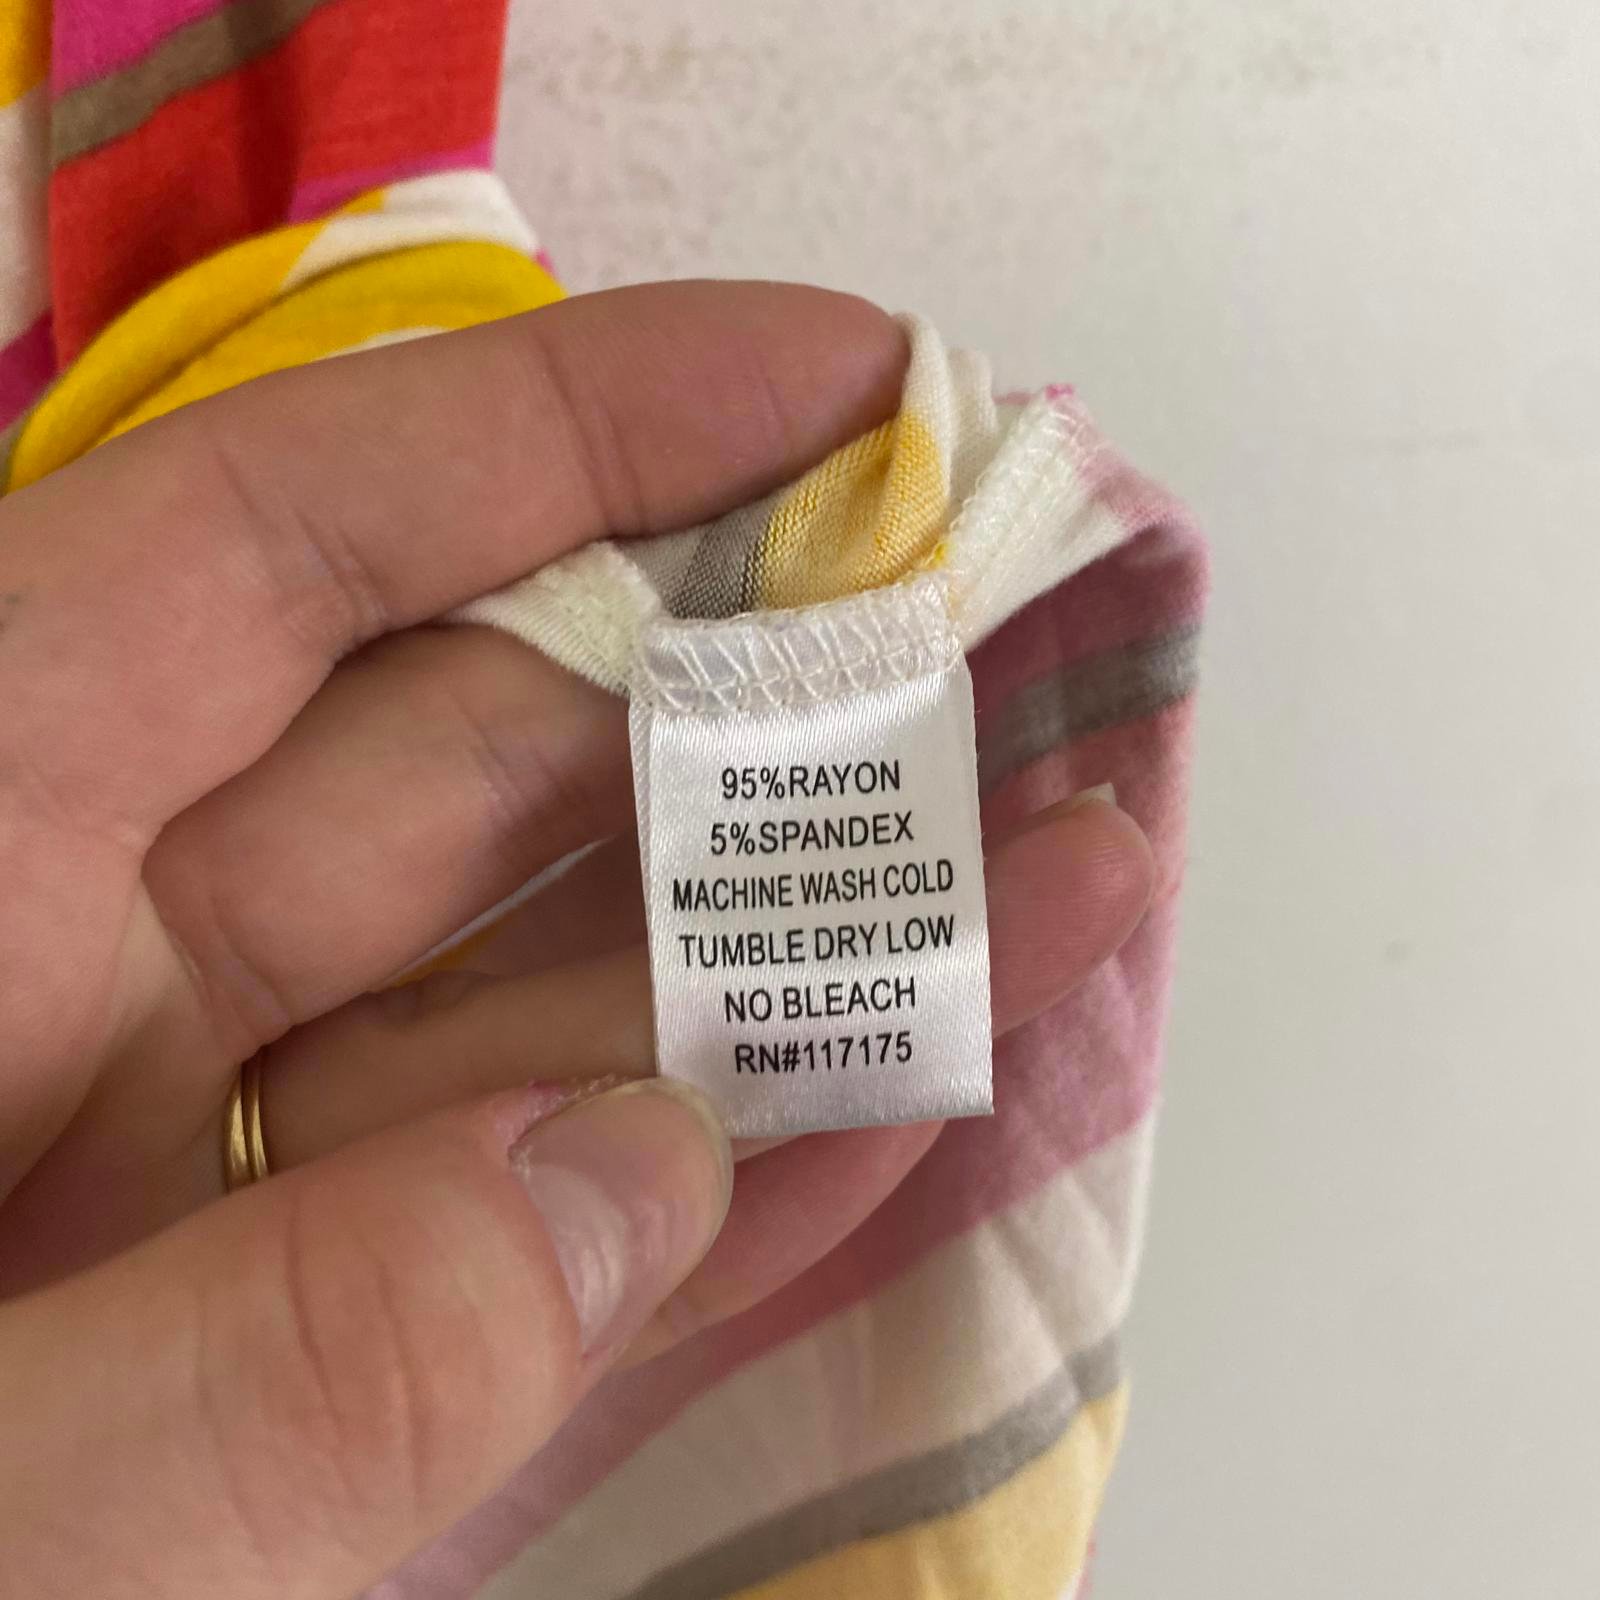 95%RAYON
5%SPANDEX
MACHINE WASH COLD
TUMBLE DRY LOW
NO BLEACH
RN#117175